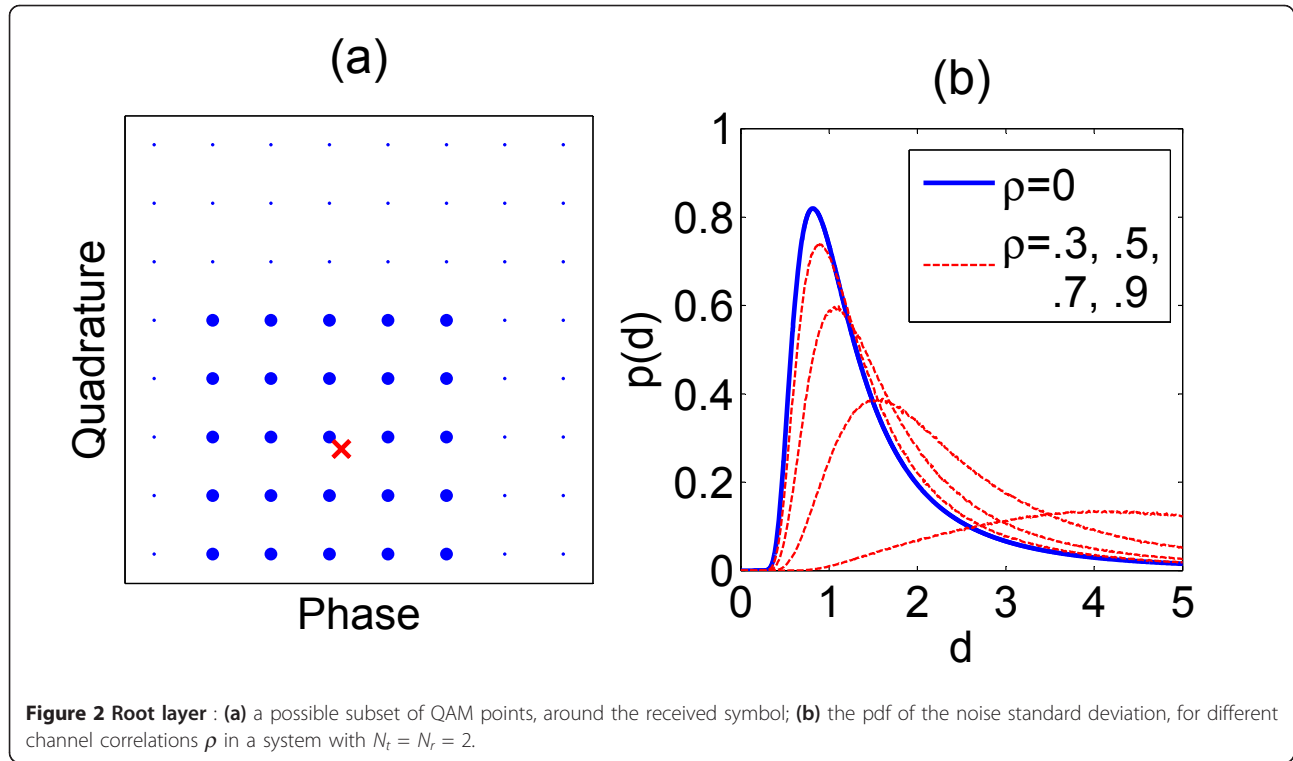 (a)
Quadrature
Phase
(b)
1
0.8
0.6
0.4
0.2
0
p(d)
0 1 2 3 4 5
d
ρ=0
ρ=.3, .5,
.7, .9
Figure 2 Root layer : (a) a possible subset of QAM points, around the received symbol; (b) the pdf of the noise standard deviation, for different
channel correlations ρ in a system with Nₜ = Nᵣ = 2.